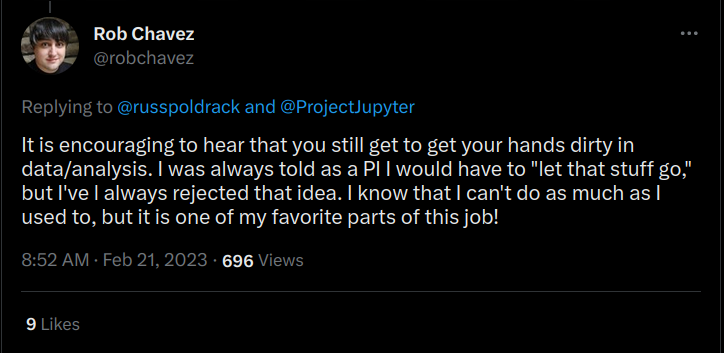 Rob Chavez
@robchavez
Replying to @russpoldrack and @ProjectJupyter
It is encouraging to hear that you still get to get your hands dirty in
data/analysis. I was always told as a PI I would have to "let that stuff go,"
but I've I always rejected that idea. I know that I can't do as much as I
used to, but it is one of my favorite parts of this job!
8:52 AM · Feb 21, 2023 · 696 Views
9 Likes